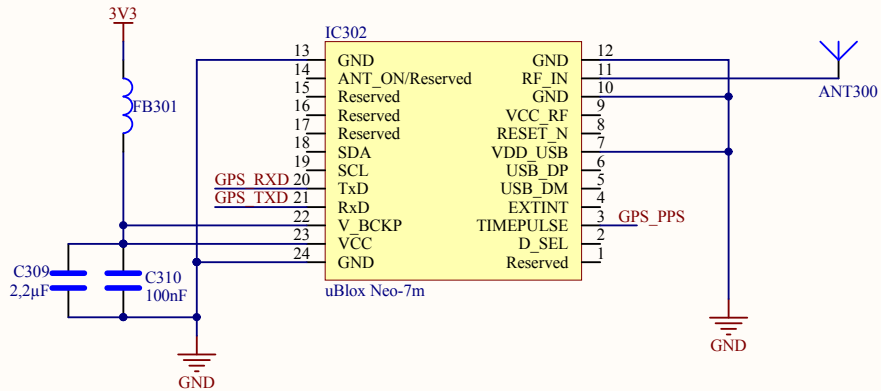 3V3
IC302
13 GND GND 12
14 ANT_ON/Reserved RF_IN 11
15 Reserved GND 10
16 Reserved VCC_RF 9
17 Reserved RESET_N 8
18 SDA VDD_USB 7
19 SCL USB_DP 6
GPS_RXD 20 TxD USB_DM 5
GPS_TXD 21 RxD EXTINT 4
22 V_BCKP TIMEPULSE 3 GPS_PPS
23 VCC D_SEL 2
24 GND Reserved 1
uBlox Neo-7m
FB301
ANT300
C309
2,2µF
C310
100nF
GND
GND